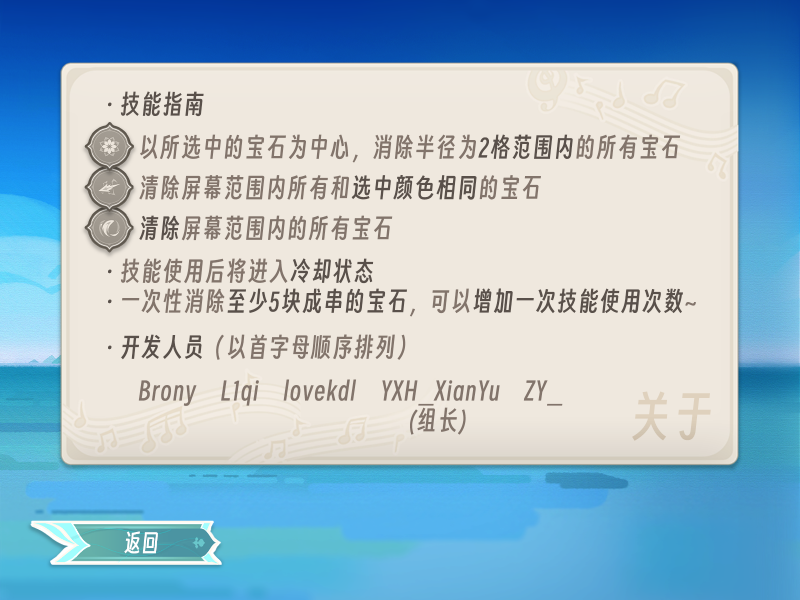 · 技能指南
以所选中的宝石为中心，消除半径为2格范围内的所有宝石
清除屏幕范围内所有和选中颜色相同的宝石
清除屏幕范围内的所有宝石
· 技能使用后将进入冷却状态
· 一次性消除至少5块成串的宝石，可以增加一次技能使用次数~
· 开发人员（以首字母顺序排列）
Brony L1qi lovekdl YXH_XianYu ZY_
(组长)
关于
返回